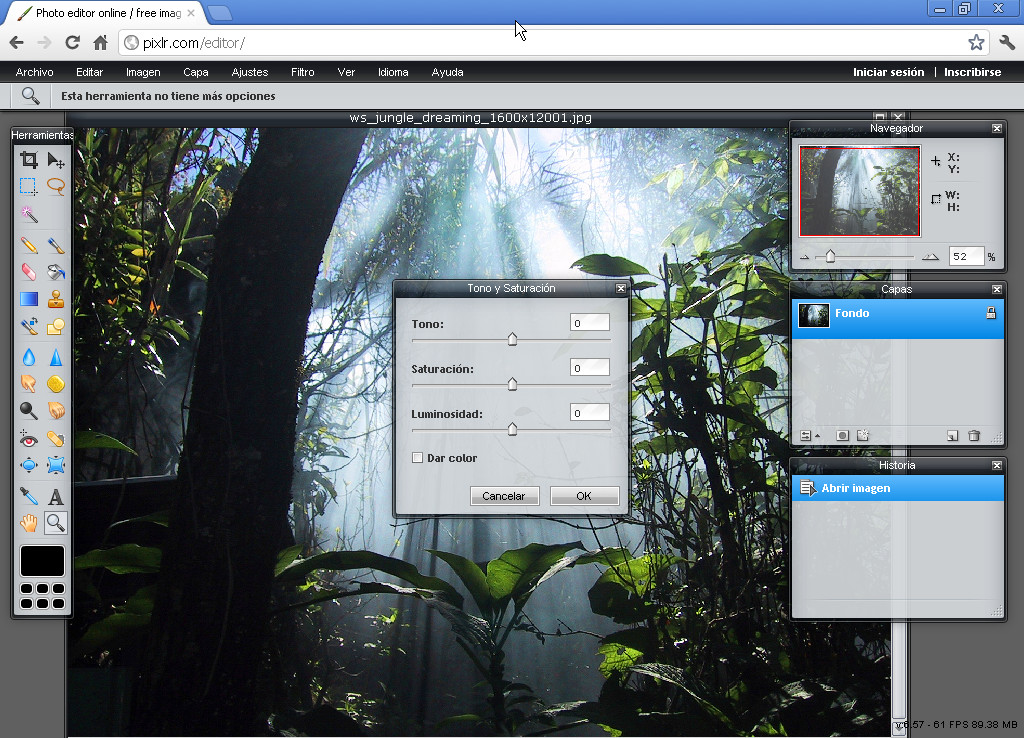 Photo editor online / free imag
pixlr.com/editor/
Archivo Editar Imagen Capa Ajustes Filtro Ver Idioma Ayuda Iniciar sesión | Inscribirse
Esta herramienta no tiene más opciones
ws_jungle_dreaming_1600x12001.jpg
Herramientas
Navegador
X:
Y:
W:
H:
52 %
Tono y Saturación
Tono: 0
Saturación: 0
Luminosidad: 0
Dar color
Cancelar OK
Capas
Fondo
Historia
Abrir imagen
v:6.57 - 61 FPS 89.38 MB